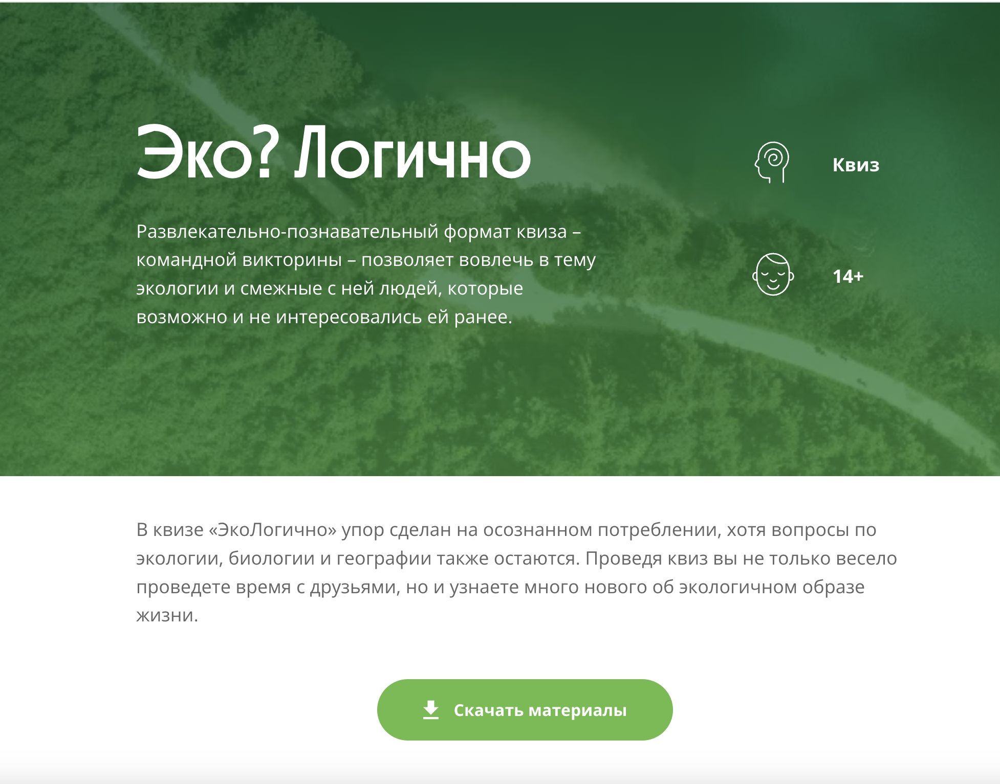 Эко? Логично
Квиз
Развлекательно-познавательный формат квиза –
командной викторины – позволяет вовлечь в тему
экологии и смежные с ней людей, которые
возможно и не интересовались ей ранее.
14+
В квизе «ЭкоЛогично» упор сделан на осознанном потреблении, хотя вопросы по
экологии, биологии и географии также остаются. Проведя квиз вы не только весело
проведете время с друзьями, но и узнаете много нового об экологичном образе
жизни.
Скачать материалы